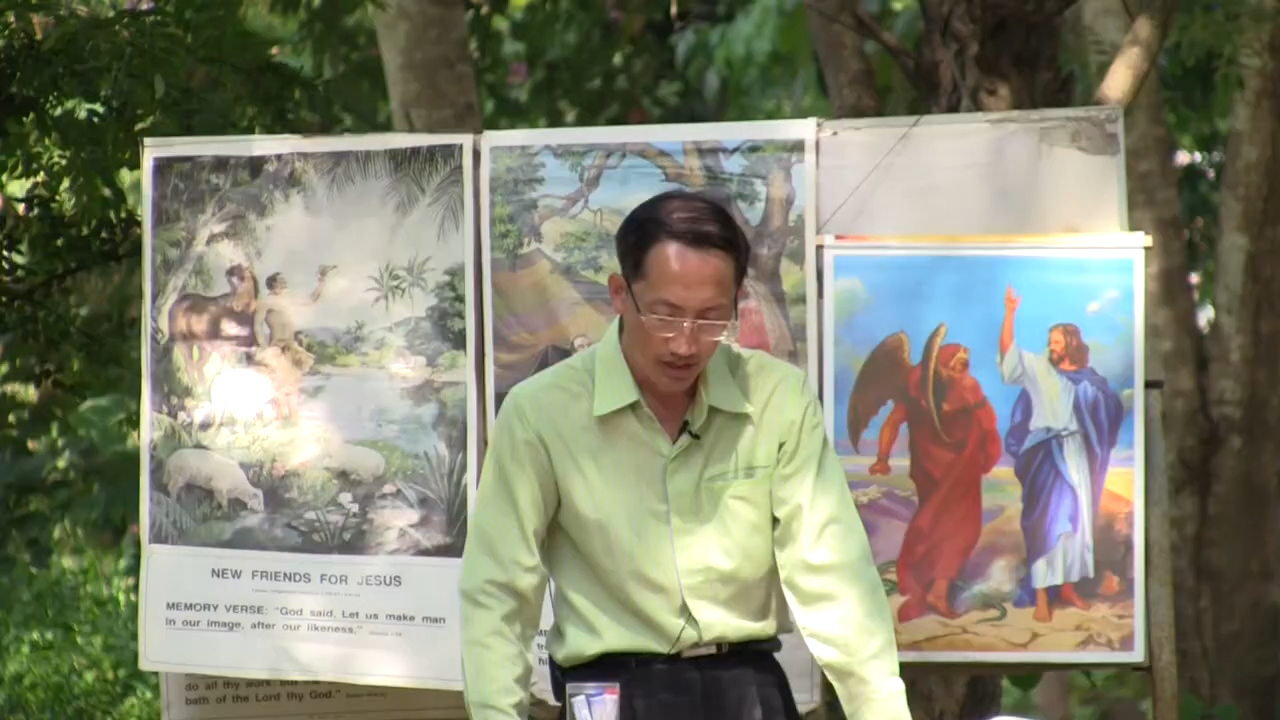 NEW FRIENDS FOR JESUS
MEMORY VERSE: "God said, Let us make man
in our image, after our likeness."
do all thy work: but the
bath of the Lord thy God."